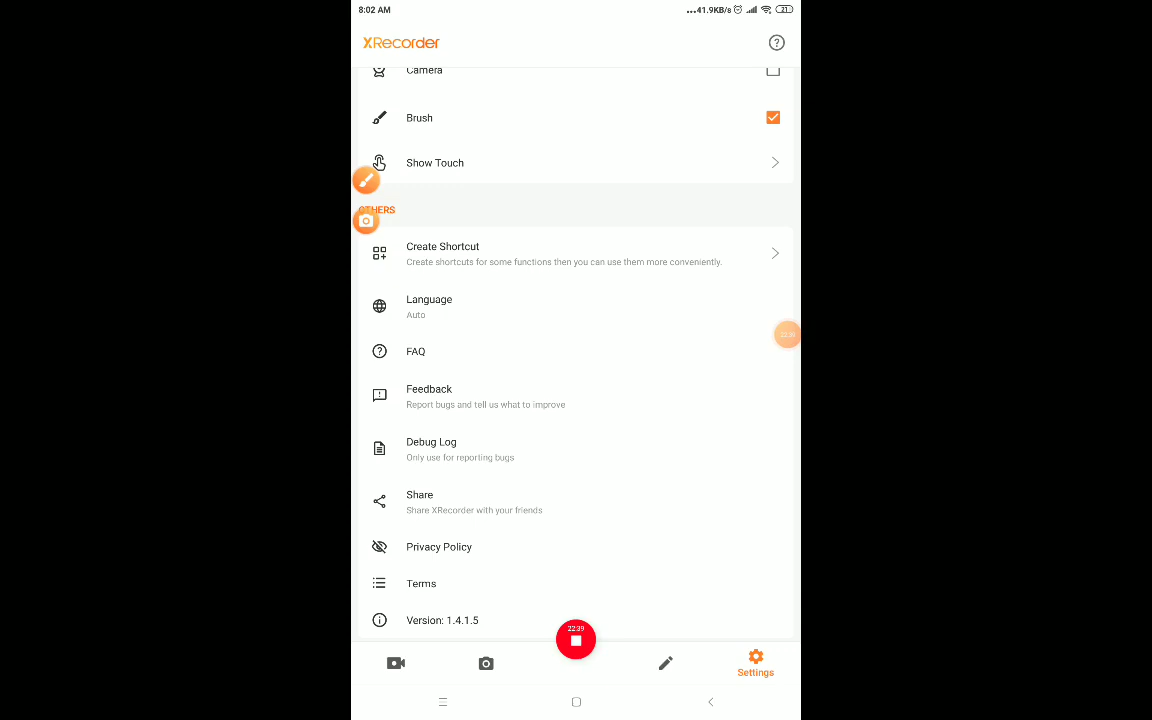 8:02 AM
...41.9KB/s
21
XRecorder
Camera
Brush
Show Touch
OTHERS
Create Shortcut
Create shortcuts for some functions then you can use them more conveniently.
Language
Auto
FAQ
Feedback
Report bugs and tell us what to improve
Debug Log
Only use for reporting bugs
Share
Share XRecorder with your friends
Privacy Policy
Terms
Version: 1.4.1.5
22:39
Settings